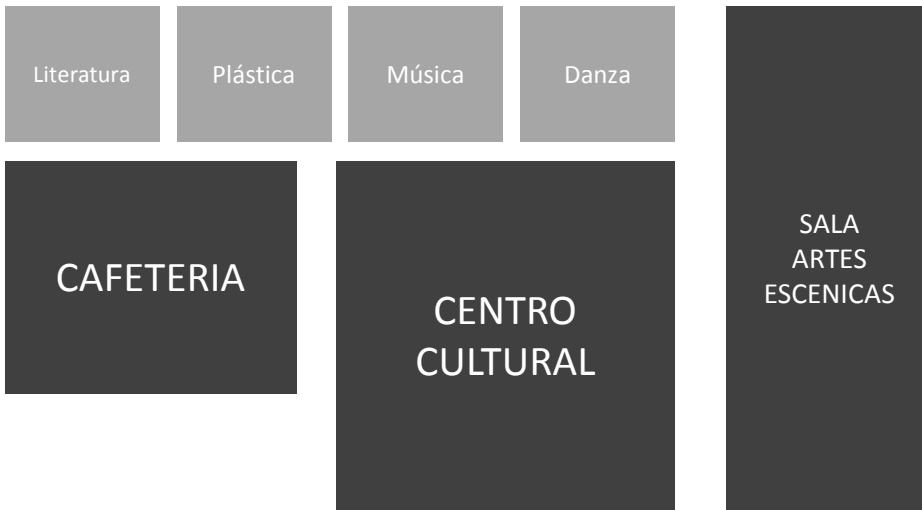 Literatura
Plástica
Música
Danza
CAFETERIA
CENTRO
CULTURAL
SALA
ARTES
ESCENICAS